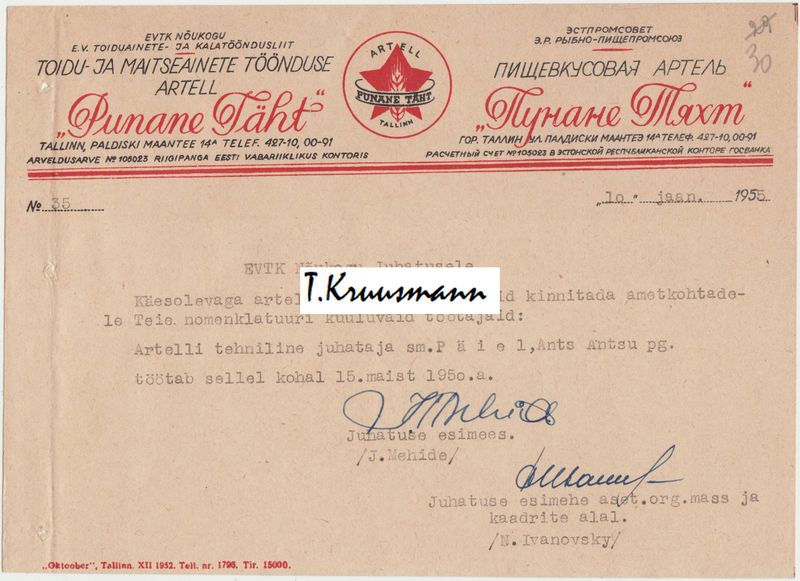 EVTK NÕUKOGU
E.V. TOIDUAINETE- JA KALATÖÖNDUSLIIT
TOIDU- JA MAITSEAINETE TÖÖNDUSE
ARTELL
„Punane Täht"
TALLINN, PALDISKI MAANTEE 14ᴬ TELEF. 427-10, 00-91
ARVELDUSARVE № 105023 RIIGIPANGA EESTI VABARIIKLIKUS KONTORIS
ARTELL
PUNANE TÄHT
TALLINN
ЭСТПРОМСОВЕТ
Э.Р. РЫБНО-ПИЩЕПРОМСОЮЗ
ПИЩЕВКУСОВАЯ АРТЕЛЬ
„Пунане Тяхт"
ГОР. ТАЛЛИН УЛ. ПАЛДИСКИ МААНТЕЭ 14ᴬ ТЕЛЕФ. 427-10, 00-91
РАСЧЕТНЫЙ СЧЕТ № 105023 В ЭСТОНСКОЙ РЕСПУБЛИКАНСКОЙ КОНТОРЕ ГОСБАНКА
30
№ 35
„1o" jaan. 1955
EVTK Nõukogu Juhatusele
T. Kruusmann
Käesolevaga kinnitada ametkohtade-
le Teie nomenklatuuri kuuluvaid töötajaid:
Artelli tehniline juhataja sm. P ä i e l, Ants Antsu pg.
töötab sellel kohal 15. maist 195o.a.
Juhatuse esimees.
/J. Mehide/
Juhatuse esimehe aset. org. mass ja
kaadrite alal.
/N. Ivanovsky/
„Oktoober", Tallinn. XII 1952. Tell. nr. 1796. Tir. 15000.